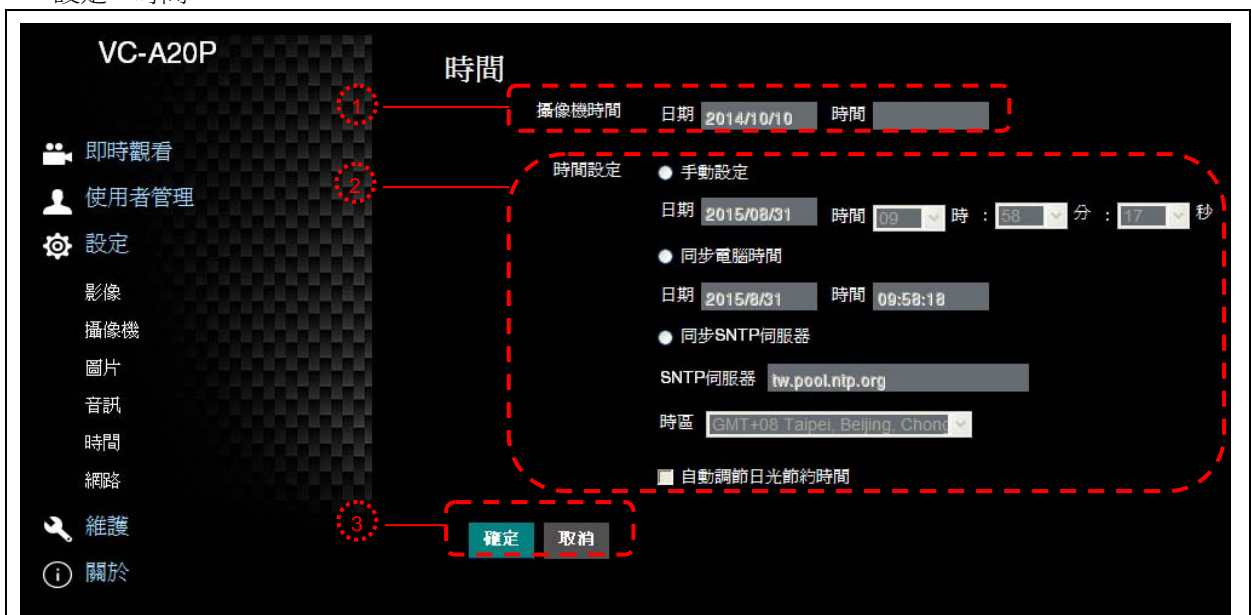 設定 - 時間
VC-A20P
時間
1
攝像機時間 日期 2014/10/10 時間
即時觀看
使用者管理
設定
影像
攝像機
圖片
音訊
時間
網路
維護
關於
2
時間設定 手動設定
日期 2015/08/31 時間 09 時 : 58 分 : 17 秒
同步電腦時間
日期 2015/8/31 時間 09:58:18
同步SNTP伺服器
SNTP伺服器 tw.pool.ntp.org
時區 GMT+08 Taipei, Beijing, Chong
自動調節日光節約時間
3
確定 取消